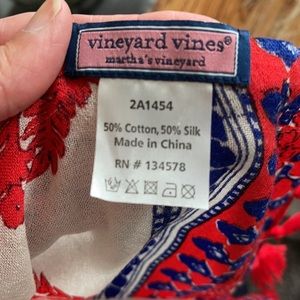 vineyard vines®
martha's vineyard
2A1454
50% Cotton, 50% Silk
Made in China
RN # 134578